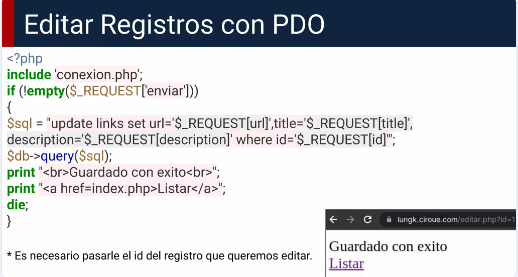 Editar Registros con PDO
<?php
include 'conexion.php';
if (!empty($_REQUEST['enviar']))
{
$sql = "update links set url='$_REQUEST[url]',title='$_REQUEST[title]',
description='$_REQUEST[description]' where id='$_REQUEST[id]'";
$db->query($sql);
print "<br>Guardado con exito<br>";
print "<a href=index.php>Listar</a>";
die;
}
lungk.ciroue.com/editar.php?id=1
Guardado con exito
Listar
* Es necesario pasarle el id del registro que queremos editar.